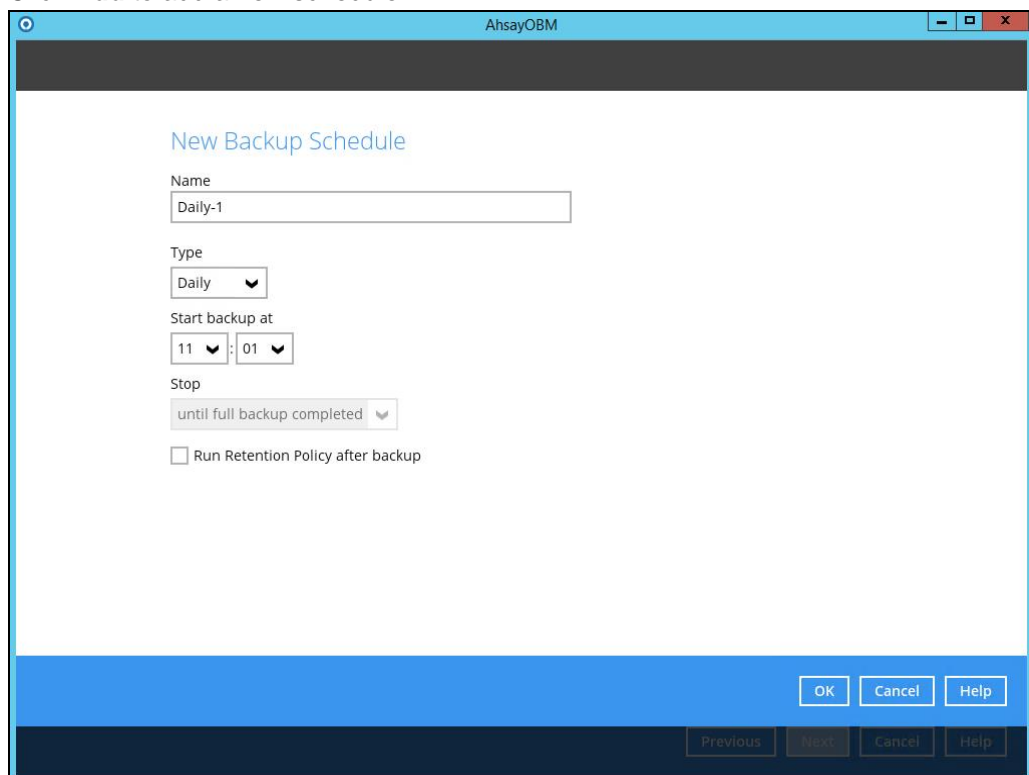 AhsayOBM
New Backup Schedule
Name
Daily-1
Type
Daily
Start backup at
11 : 01
Stop
until full backup completed
Run Retention Policy after backup
OK Cancel Help
Previous Next Cancel Help